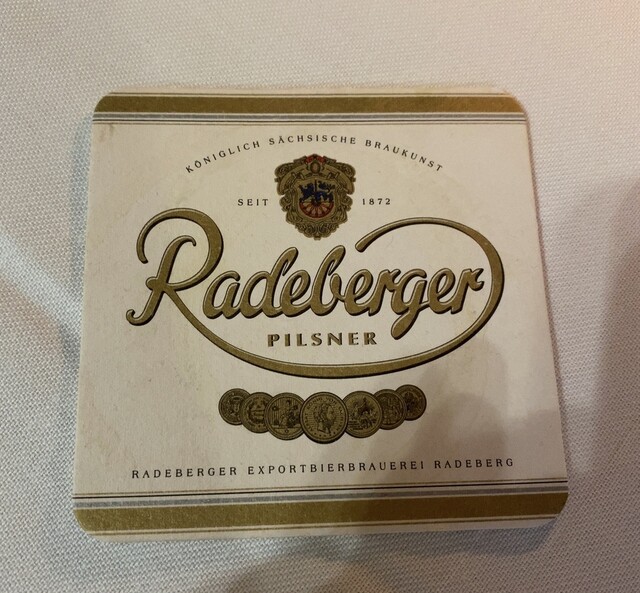 KÖNIGLICH SÄCHSISCHE BRAUKUNST
SEIT 1872
Radeberger
PILSNER
RADEBERGER EXPORTBIERBRAUEREI RADEBERG